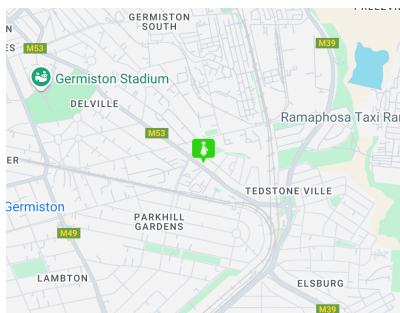 GERMISTON
SOUTH
M53
M39
Germiston Stadium
DELVILLE
Ramaphosa Taxi Ra
M53
TEDSTONE VILLE
Germiston
PARKHILL
GARDENS
M49
LAMBTON
ELSBURG
M39